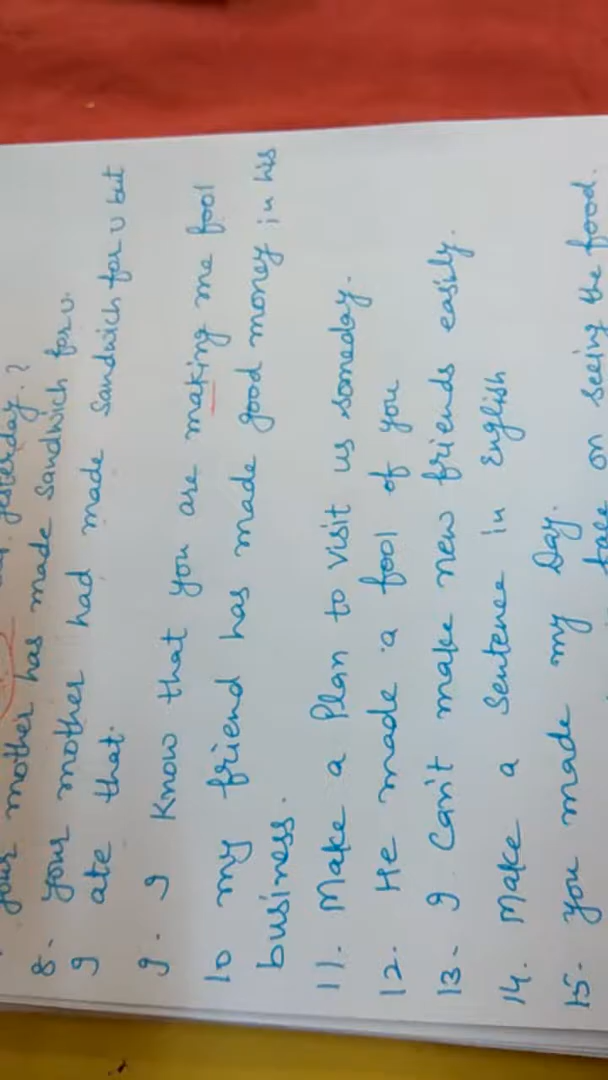 yesterday.?
your mother has made sandwich for u.
8. your mother had made sandwich for u but
I ate that.
9. I Know that you are making me fool
10 my friend has made good money in his
business.
11. Make a Plan to visit us someday.
12. He made a fool of you
13. I Can't make new friends easily.
14. Make a Sentence in English
15. you made my Day.
on seeing the food.